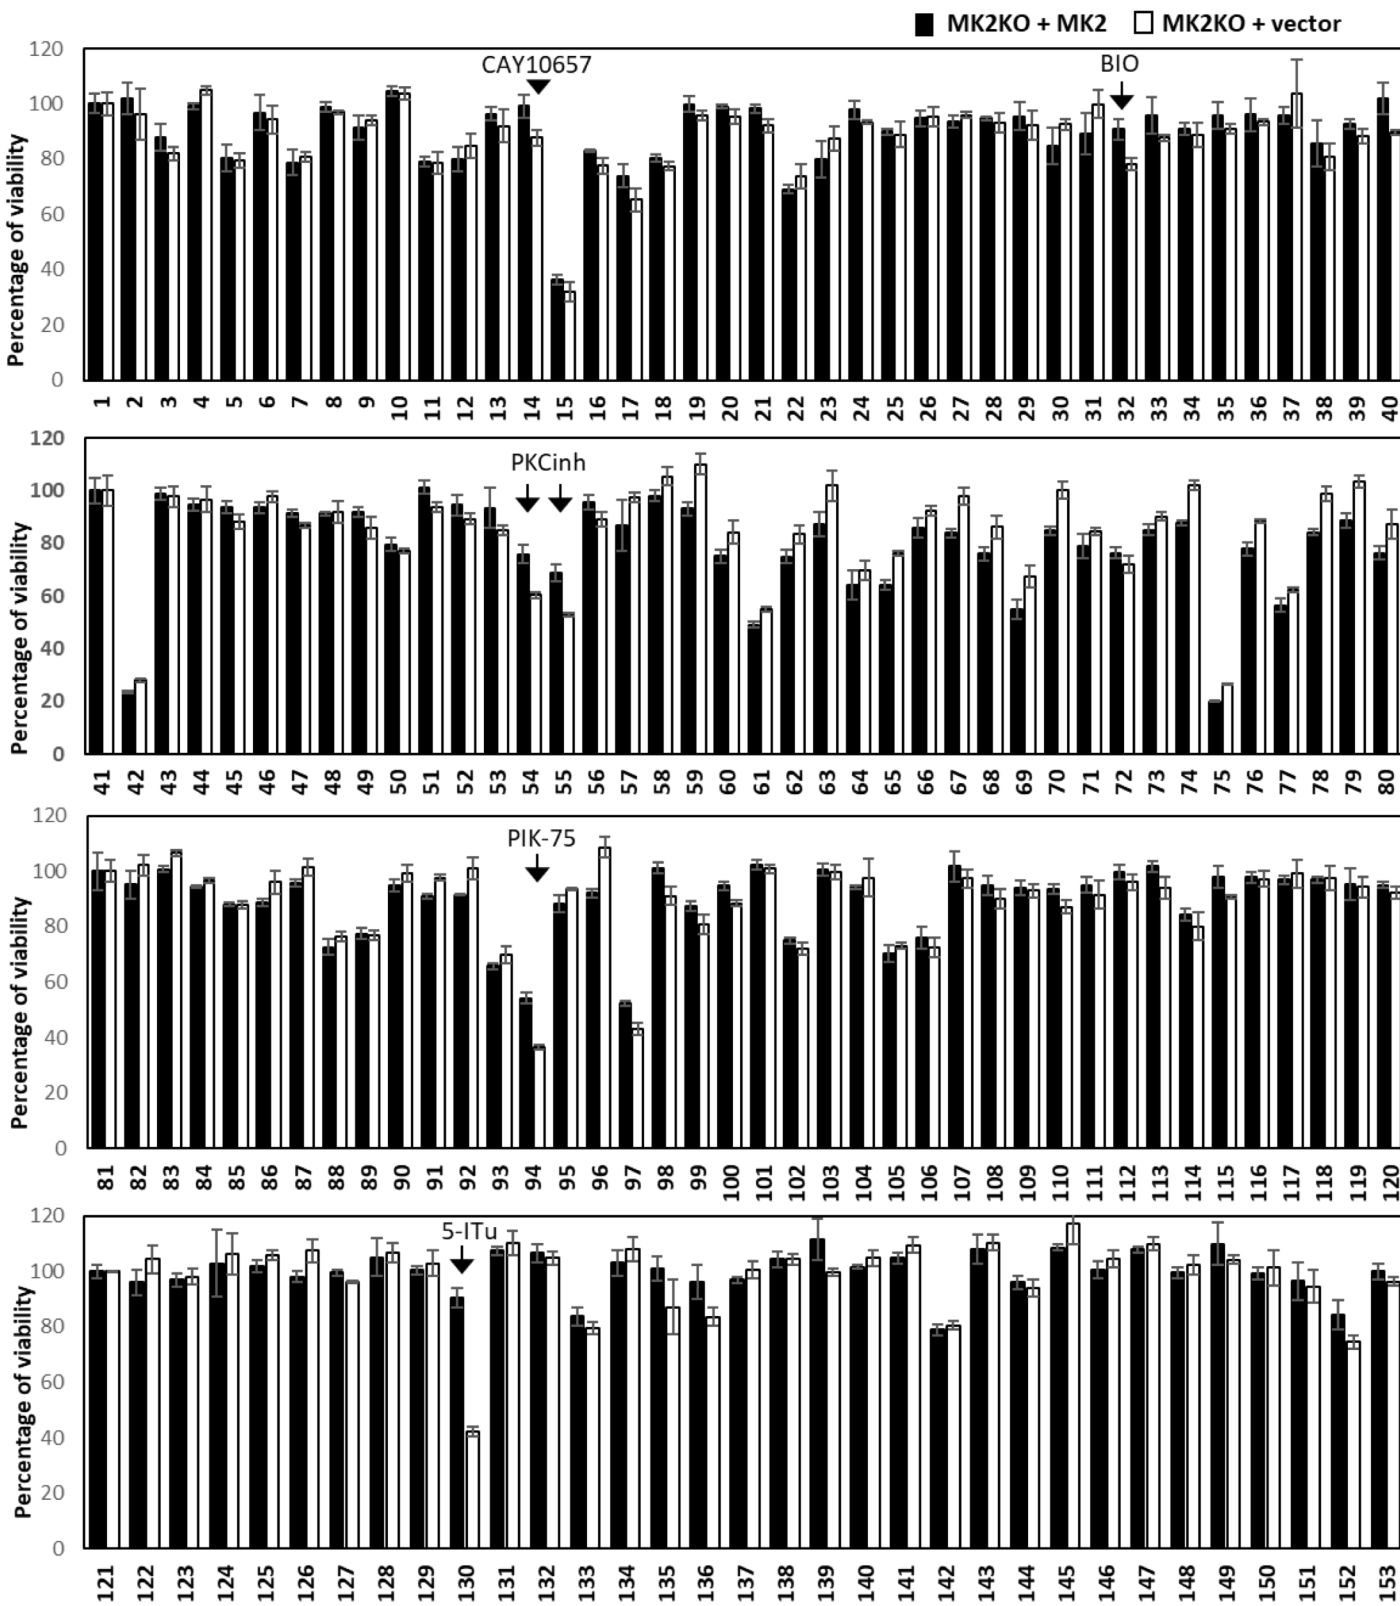 MK2KO + MK2 MK2KO + vector
120
100
80
60
40
20
0
Percentage of viability
CAY10657
BIO
1 2 3 4 5 6 7 8 9 10 11 12 13 14 15 16 17 18 19 20 21 22 23 24 25 26 27 28 29 30 31 32 33 34 35 36 37 38 39 40
120
100
80
60
40
20
0
Percentage of viability
PKCinh
41 42 43 44 45 46 47 48 49 50 51 52 53 54 55 56 57 58 59 60 61 62 63 64 65 66 67 68 69 70 71 72 73 74 75 76 77 78 79 80
120
100
80
60
40
20
0
Percentage of viability
PIK-75
81 82 83 84 85 86 87 88 89 90 91 92 93 94 95 96 97 98 99 100 101 102 103 104 105 106 107 108 109 110 111 112 113 114 115 116 117 118 119 120
120
100
80
60
40
20
0
Percentage of viability
5-ITu
121 122 123 124 125 126 127 128 129 130 131 132 133 134 135 136 137 138 139 140 141 142 143 144 145 146 147 148 149 150 151 152 153